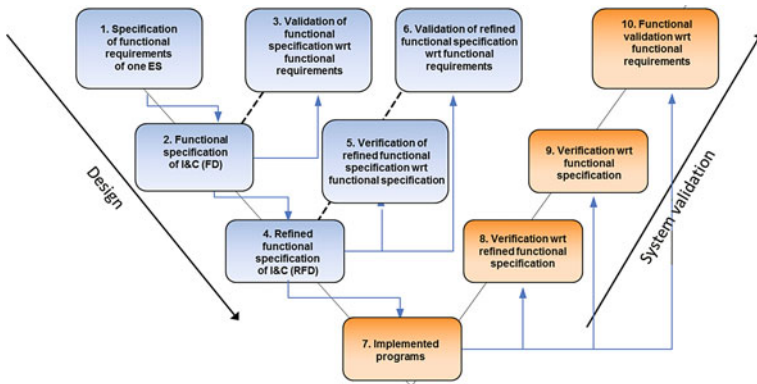 1. Specification
of functional
requirements
of one ES
3. Validation of
functional
specification wrt
functional
requirements
6. Validation of refined
functional specification
wrt functional
requirements
10. Functional
validation wrt
functional
requirements
2. Functional
specification
of I&C (FD)
5. Verification of
refined functional
specification wrt
functional specification
9. Verification wrt
functional
specification
Design
4. Refined
functional
specification
of I&C (RFD)
8. Verification wrt
refined functional
specification
System validation
7. Implemented
programs